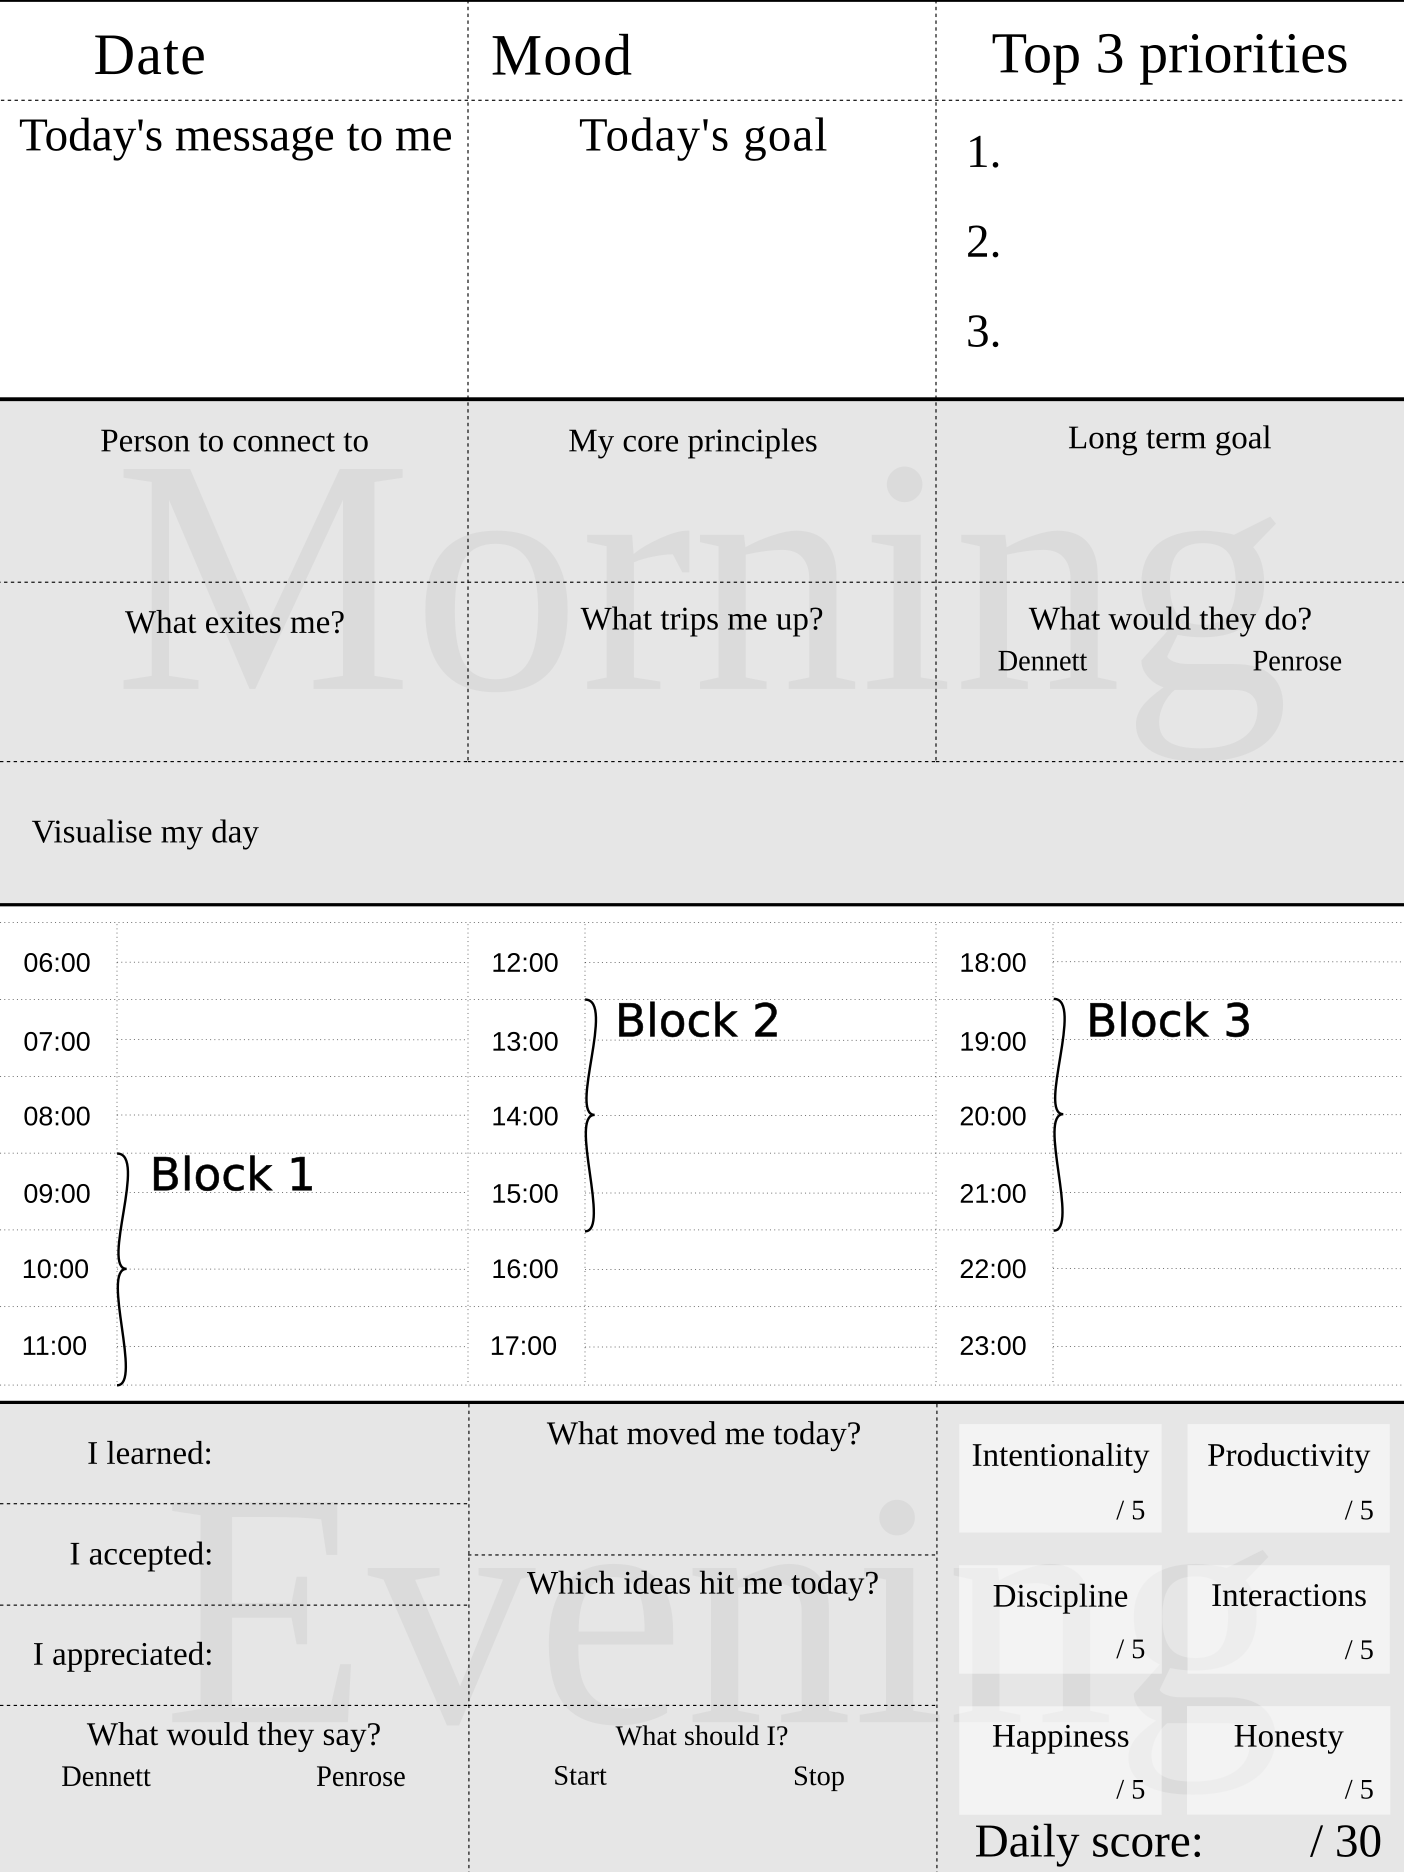 Date
Mood
Top 3 priorities
Today's message to me
Today's goal
1.
2.
3.
Morning
Person to connect to
My core principles
Long term goal
What exites me?
What trips me up?
What would they do?
Dennett
Penrose
Visualise my day
06:00
07:00
08:00
09:00
10:00
11:00
Block 1
12:00
13:00
14:00
15:00
16:00
17:00
Block 2
18:00
19:00
20:00
21:00
22:00
23:00
Block 3
Evening
I learned:
I accepted:
I appreciated:
What would they say?
Dennett
Penrose
What moved me today?
Which ideas hit me today?
What should I?
Start
Stop
Intentionality
/ 5
Productivity
/ 5
Discipline
/ 5
Interactions
/ 5
Happiness
/ 5
Honesty
/ 5
Daily score: / 30